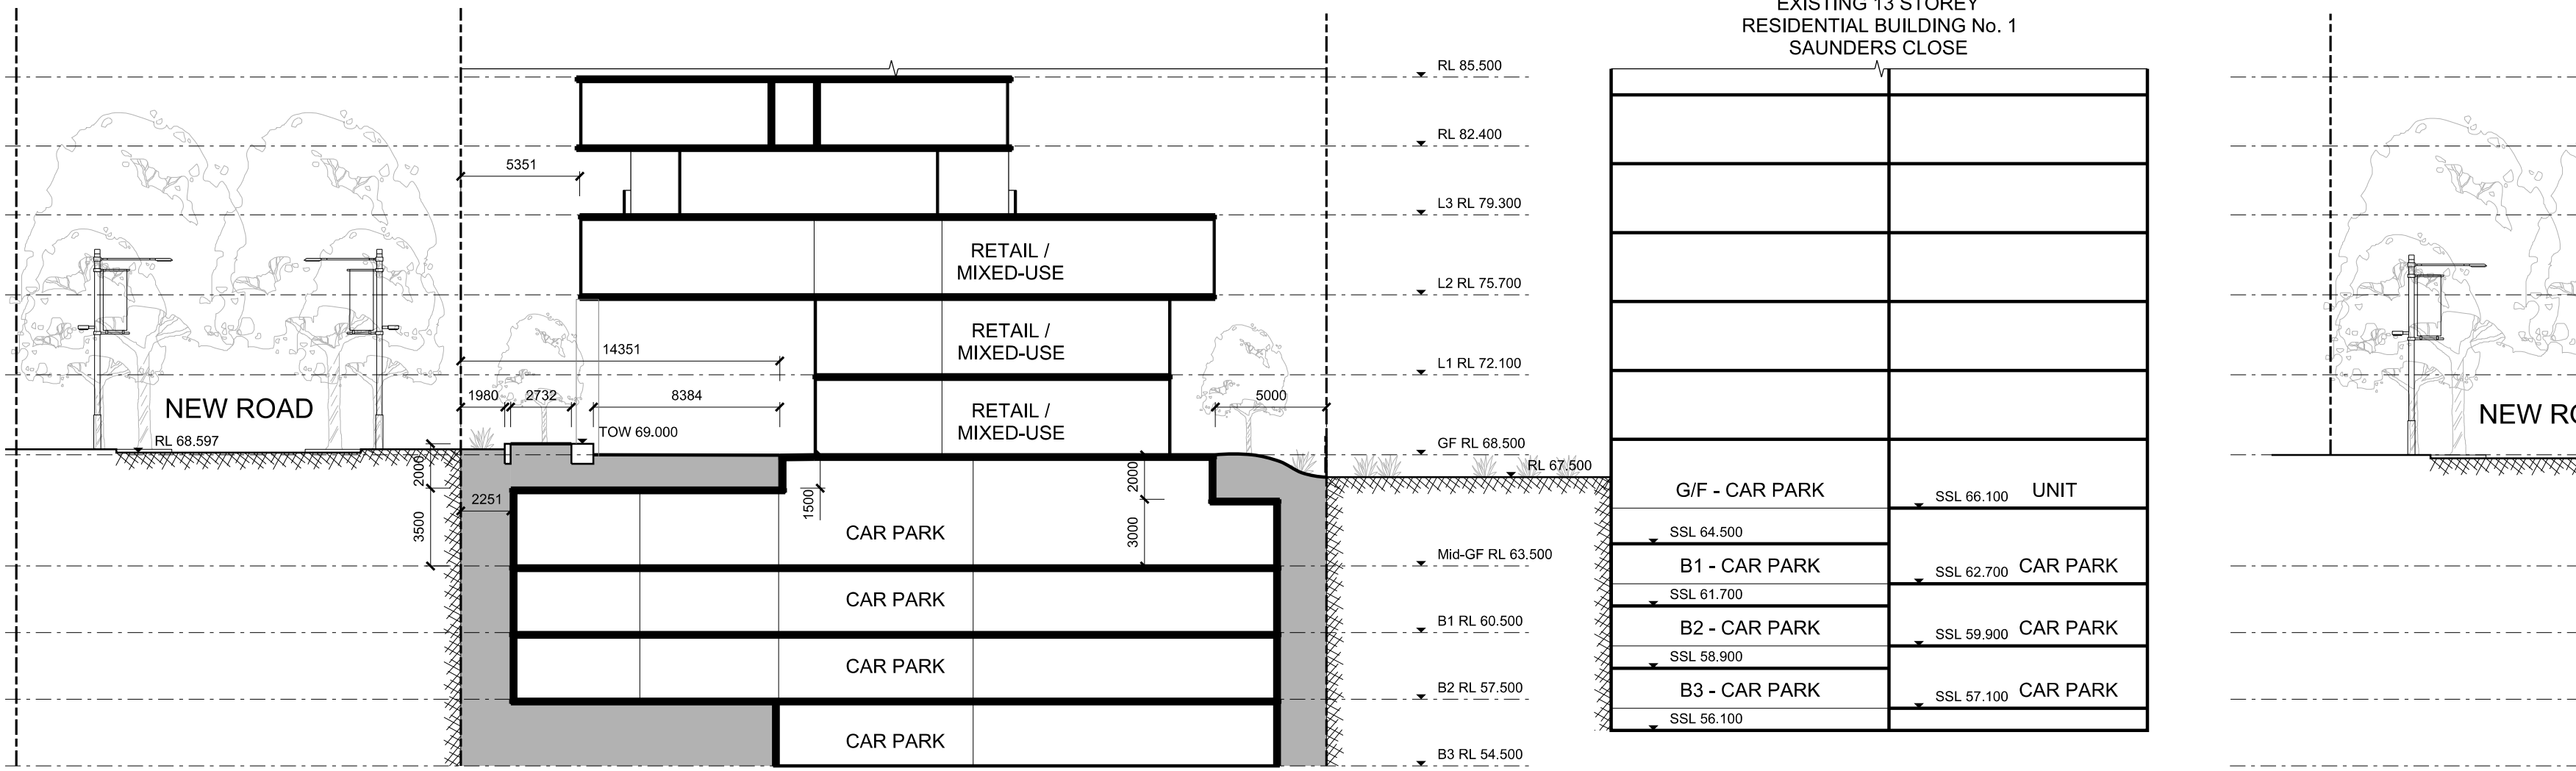 EXISTING 13 STOREY
RESIDENTIAL BUILDING No. 1
SAUNDERS CLOSE
RL 85.500
RL 82.400
5351
L3 RL 79.300
RETAIL /
MIXED-USE
L2 RL 75.700
RETAIL /
MIXED-USE
14351
L1 RL 72.100
1980
2732
8384
5000
NEW ROAD
RETAIL /
MIXED-USE
NEW RO
TOW 69.000
RL 68.597
GF RL 68.500
RL 67.500
2000
2251
1500
2000
G/F - CAR PARK
SSL 66.100
UNIT
3500
CAR PARK
3000
SSL 64.500
Mid-GF RL 63.500
B1 - CAR PARK
SSL 62.700
CAR PARK
CAR PARK
SSL 61.700
B1 RL 60.500
B2 - CAR PARK
SSL 59.900
CAR PARK
CAR PARK
SSL 58.900
B2 RL 57.500
B3 - CAR PARK
SSL 57.100
CAR PARK
SSL 56.100
CAR PARK
B3 RL 54.500